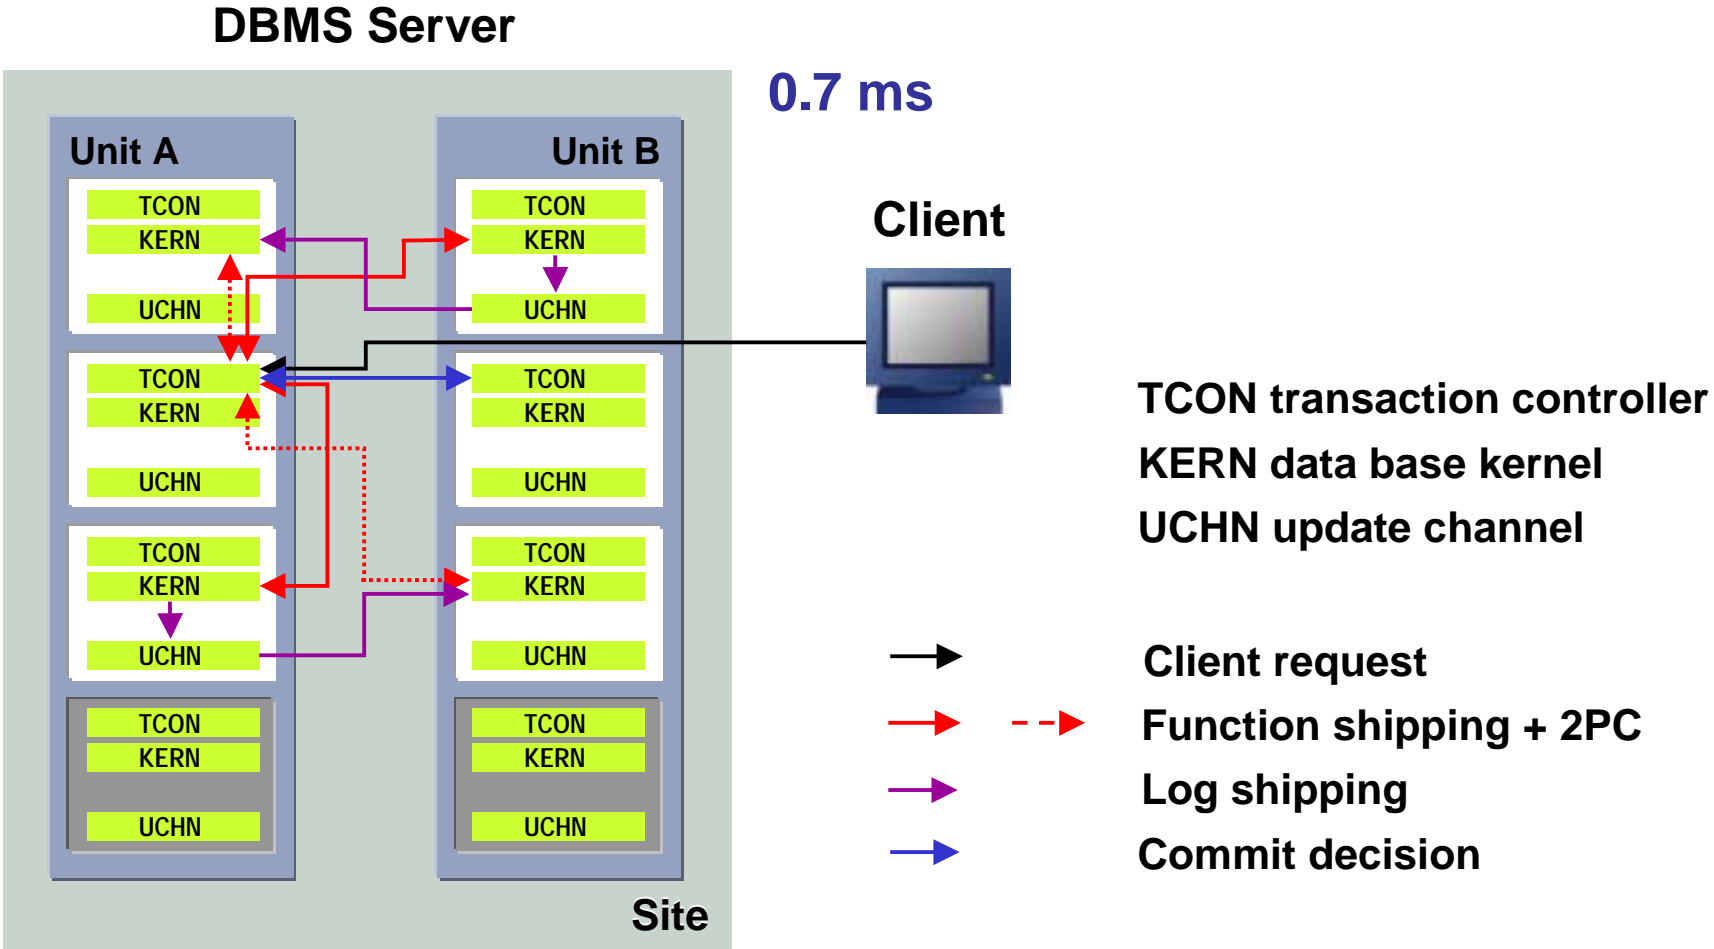 DBMS Server
0.7 ms
Unit A
TCON
KERN
UCHN
TCON
KERN
UCHN
TCON
KERN
UCHN
TCON
KERN
UCHN
Unit B
TCON
KERN
UCHN
TCON
KERN
UCHN
TCON
KERN
UCHN
TCON
KERN
UCHN
Site
Client
TCON transaction controller
KERN data base kernel
UCHN update channel
Client request
Function shipping + 2PC
Log shipping
Commit decision